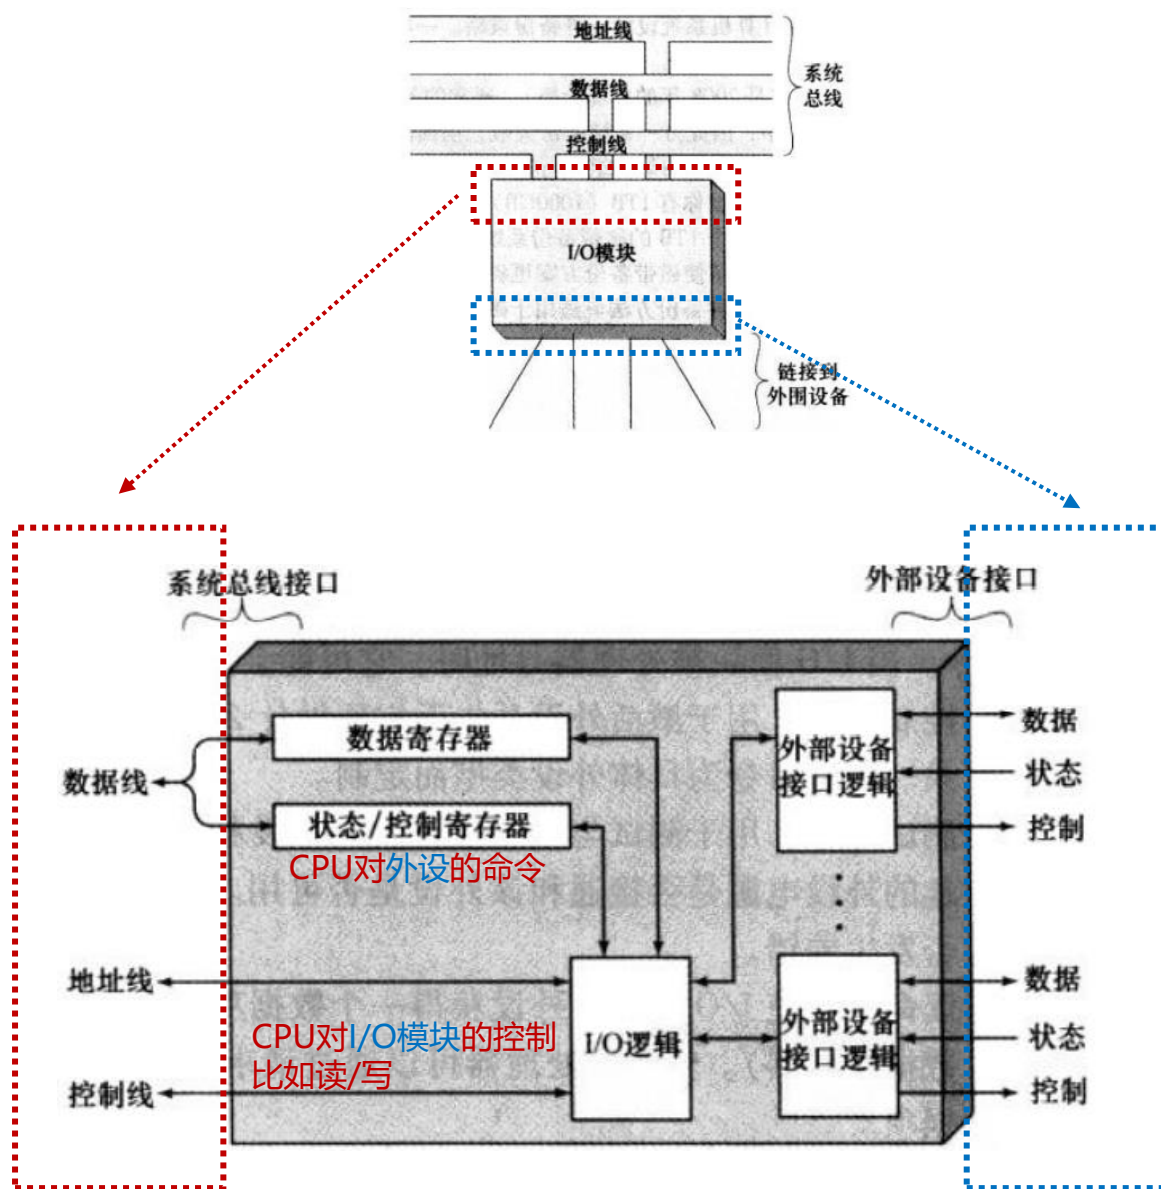 地址线
数据线
控制线
系统
总线
I/O模块
链接到
外围设备
系统总线接口
外部设备接口
数据寄存器
状态/控制寄存器
CPU对外设的命令
数据线
地址线
控制线
CPU对I/O模块的控制
比如读/写
I/O逻辑
外部设备
接口逻辑
数据
状态
控制
外部设备
接口逻辑
数据
状态
控制